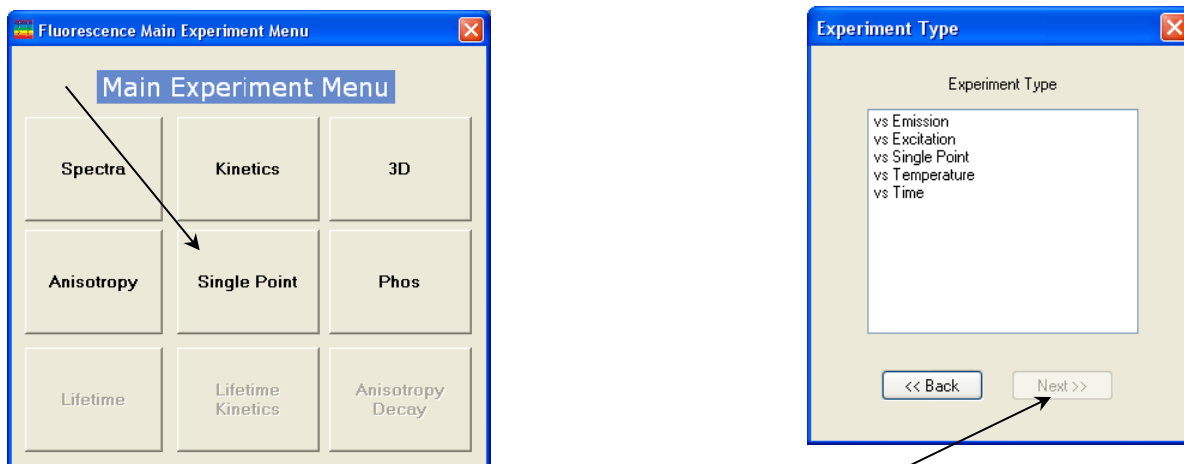 Fluorescence Main Experiment Menu
Main Experiment Menu
Spectra
Kinetics
3D
Anisotropy
Single Point
Phos
Lifetime
Lifetime
Kinetics
Anisotropy
Decay
Experiment Type
Experiment Type
vs Emission
vs Excitation
vs Single Point
vs Temperature
vs Time
<< Back
Next >>